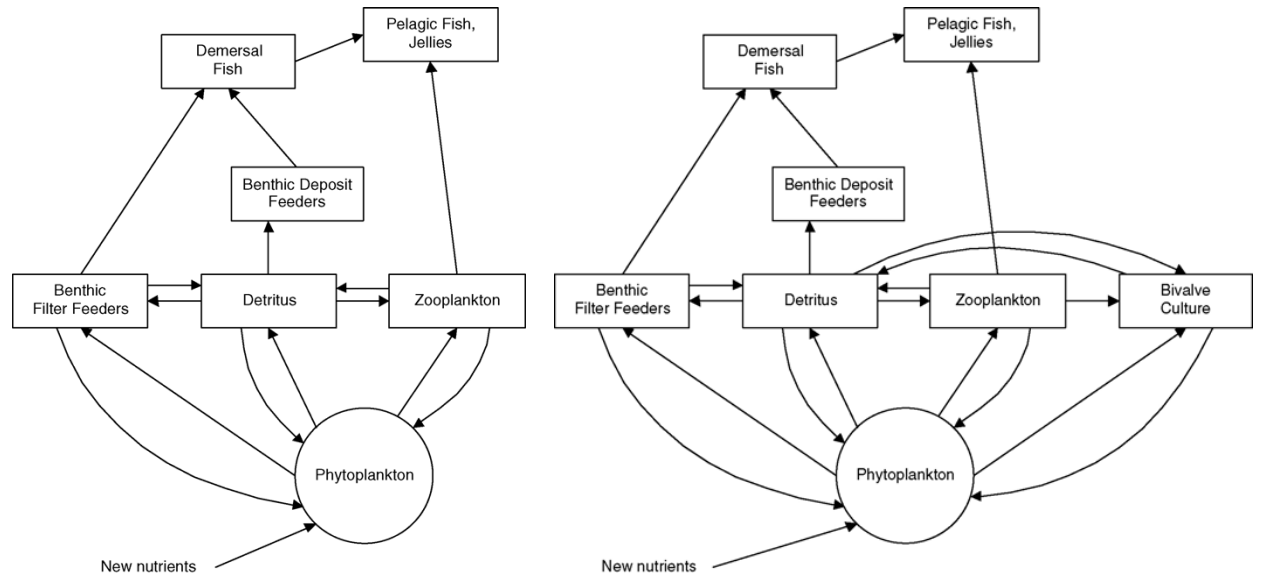 Pelagic Fish,
Jellies
Demersal
Fish
Benthic Deposit
Feeders
Benthic
Filter Feeders
Detritus
Zooplankton
Phytoplankton
New nutrients
Pelagic Fish,
Jellies
Demersal
Fish
Benthic Deposit
Feeders
Benthic
Filter Feeders
Detritus
Zooplankton
Bivalve
Culture
Phytoplankton
New nutrients